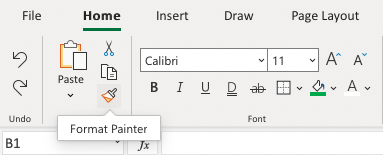 File Home Insert Draw Page Layout
Paste
Calibri 11 A A
B I U D ab A
Undo Font
Format Painter
B1 fx